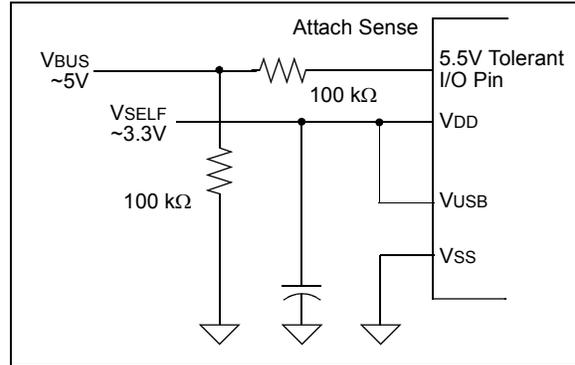 Attach Sense
VBUS
~5V
5.5V Tolerant
I/O Pin
100 kΩ
VSELF
~3.3V
VDD
100 kΩ
VUSB
VSS